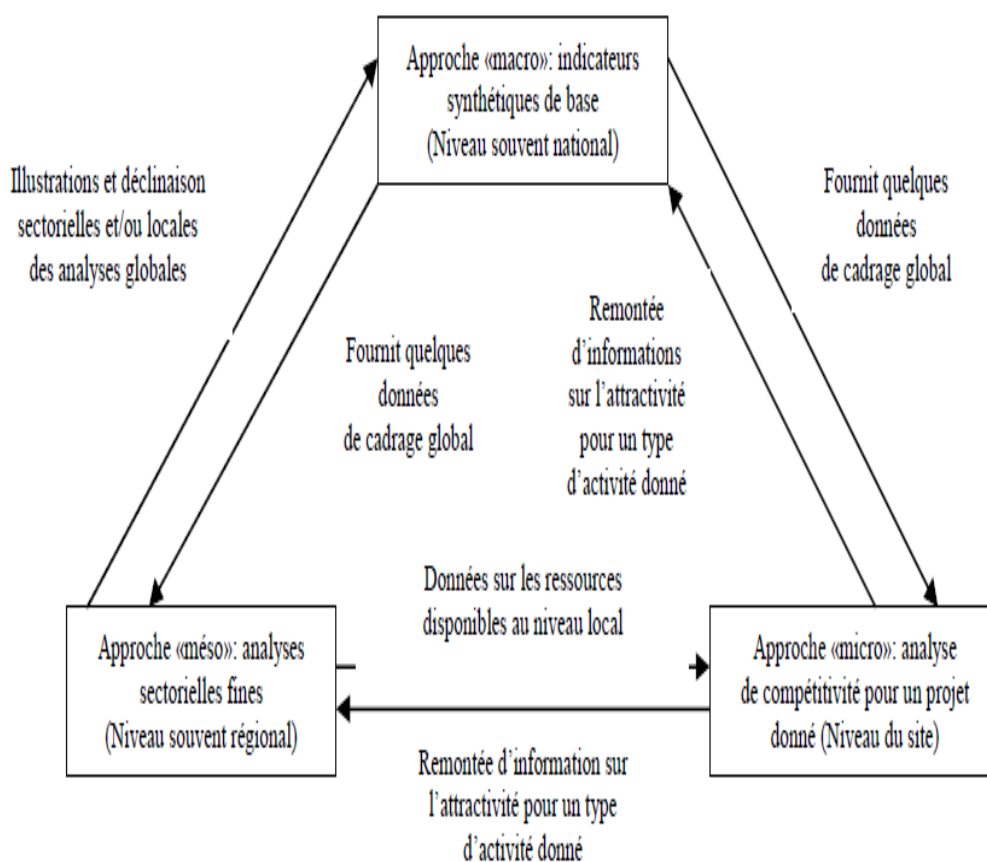 Approche «macro»: indicateurs
synthétiques de base
(Niveau souvent national)
Illustrations et déclinaison
sectorielles et/ou locales
des analyses globales
Fournit quelques
données
de cadrage global
Remontée
d'informations
sur l'attractivité
pour un type
d'activité donné
Fournit quelques
données
de cadrage global
Données sur les ressources
disponibles au niveau local
Approche «méso»: analyses
sectorielles fines
(Niveau souvent régional)
Approche «micro»: analyse
de compétitivité pour un projet
donné (Niveau du site)
Remontée d'information sur
l'attractivité pour un type
d'activité donné